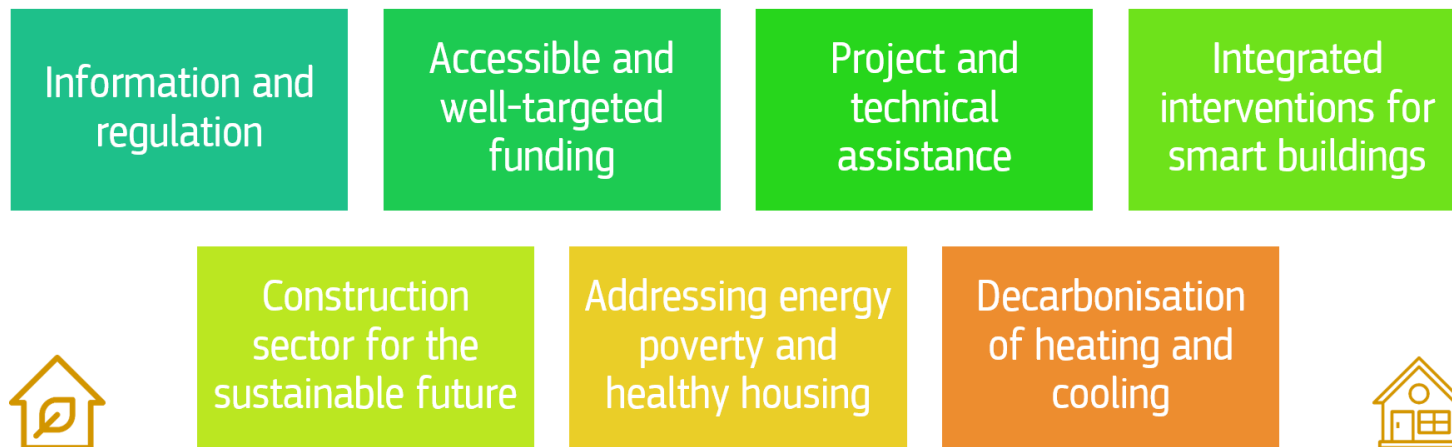 Information and
regulation
Accessible and
well-targeted
funding
Project and
technical
assistance
Integrated
interventions for
smart buildings
Construction
sector for the
sustainable future
Addressing energy
poverty and
healthy housing
Decarbonisation
of heating and
cooling